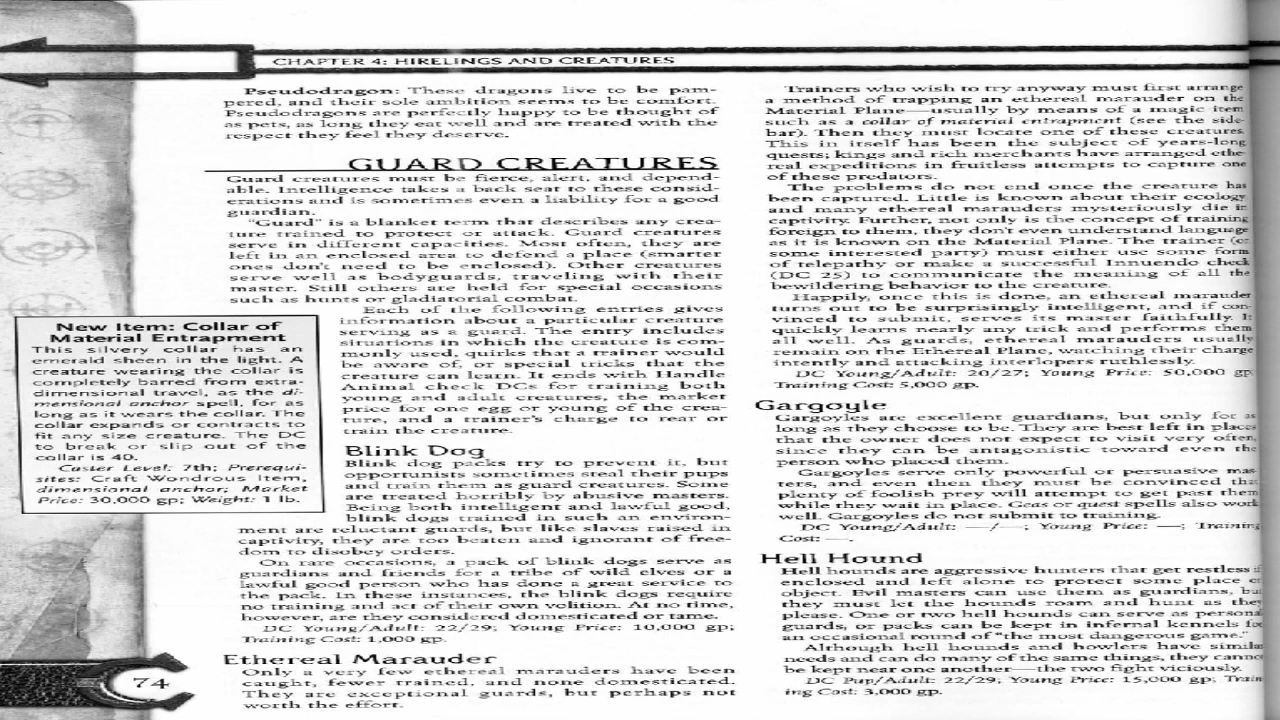 CHAPTER 4: HIRELINGS AND CREATURES
Pseudodragon: These dragons live to be pam-
pered, and their sole ambition seems to be comfort.
Pseudodragons are perfectly happy to be thought of
as pets, as long they eat well and are treated with the
respect they feel they deserve.
GUARD CREATURES
Guard creatures must be fierce, alert, and depend-
able. Intelligence takes a back seat to these consid-
erations and is sometimes even a liability for a good
guardian.
"Guard" is a blanket term that describes any crea-
ture trained to protect or attack. Guard creatures
serve in different capacities. Most often, they are
left in an enclosed area to defend a place (smarter
ones don't need to be enclosed). Other creatures
serve well as bodyguards, traveling with their
master. Still others are held for special occasions
such as hunts or gladiatorial combat.
Each of the following entries gives
information about a particular creature
serving as a guard. The entry includes
situations in which the creature is com-
monly used, quirks that a trainer would
be aware of, or special tricks that the
creature can learn. It ends with Handle
Animal check DCs for training both
young and adult creatures, the market
price for one egg or young of the crea-
ture, and a trainer's charge to rear or
train the creature.
New Item: Collar of
Material Entrapment
This silvery collar has an
emerald sheen in the light. A
creature wearing the collar is
completely barred from extra-
dimensional travel, as the di-
mensional anchor spell, for as
long as it wears the collar. The
collar expands or contracts to
fit any size creature. The DC
to break or slip out of the
collar is 40.
Caster Level: 7th; Prerequi-
sites: Craft Wondrous Item,
dimensional anchor; Market
Price: 30,000 gp; Weight: 1 lb.
Blink Dog
Blink dog packs try to prevent it, but
opportunists sometimes steal their pups
and train them as guard creatures. Some
are treated horribly by abusive masters.
Being both intelligent and lawful good,
blink dogs trained in such an environ-
ment are reluctant guards, but like slaves raised in
captivity, they are too beaten and ignorant of free-
dom to disobey orders.
On rare occasions, a pack of blink dogs serve as
guardians and friends for a tribe of wild elves or a
lawful good person who has done a great service to
the pack. In these instances, the blink dogs require
no training and act of their own volition. At no time,
however, are they considered domesticated or tame.
DC Young/Adult: 22/29; Young Price: 10,000 gp;
Training Cost: 1,000 gp.
Ethereal Marauder
Only a very few ethereal marauders have been
caught, fewer trained, and none domesticated.
They are exceptional guards, but perhaps not
worth the effort.
74
Trainers who wish to try anyway must first arrange
a method of trapping an ethereal marauder on the
Material Plane—usually by means of a magic item
such as a collar of material entrapment (see the side-
bar). Then they must locate one of these creatures.
This in itself has been the subject of years-long
quests; kings and rich merchants have arranged ethe-
real expeditions in fruitless attempts to capture one
of these predators.
The problems do not end once the creature has
been captured. Little is known about their ecology
and many ethereal marauders mysteriously die in
captivity. Further, not only is the concept of training
foreign to them, they don't even understand language
as it is known on the Material Plane. The trainer (or
some interested party) must either use some form
of telepathy or make a successful Innuendo check
(DC 25) to communicate the meaning of all the
bewildering behavior to the creature.
Happily, once this is done, an ethereal marauder
turns out to be surprisingly intelligent, and if con-
vinced to submit, serves its master faithfully. It
quickly learns nearly any trick and performs them
all well. As guards, ethereal marauders usually
remain on the Ethereal Plane, watching their charge
intently and attacking interlopers ruthlessly.
DC Young/Adult: 20/27; Young Price: 50,000 gp
Training Cost: 5,000 gp.
Gargoyle
Gargoyles are excellent guardians, but only for as
long as they choose to be. They are best left in places
that the owner does not expect to visit very often,
since they can be antagonistic toward even the
person who placed them.
Gargoyles serve only powerful or persuasive mas-
ters, and even then they must be convinced that
plenty of foolish prey will attempt to get past them
while they wait in place. Geas or quest spells also work
well. Gargoyles do not submit to training.
DC Young/Adult: —/—; Young Price: —; Training
Cost: —.
Hell Hound
Hell hounds are aggressive hunters that get restless if
enclosed and left alone to protect some place or
object. Evil masters can use them as guardians, but
they must let the hounds roam and hunt as they
please. One or two hell hounds can serve as personal
guards, or packs can be kept in infernal kennels for
an occasional round of "the most dangerous game."
Although hell hounds and howlers have similar
needs and can do many of the same things, they cannot
be kept near one another—the two fight viciously.
DC Pup/Adult: 22/29; Young Price: 15,000 gp; Train-
ing Cost: 3,000 gp.